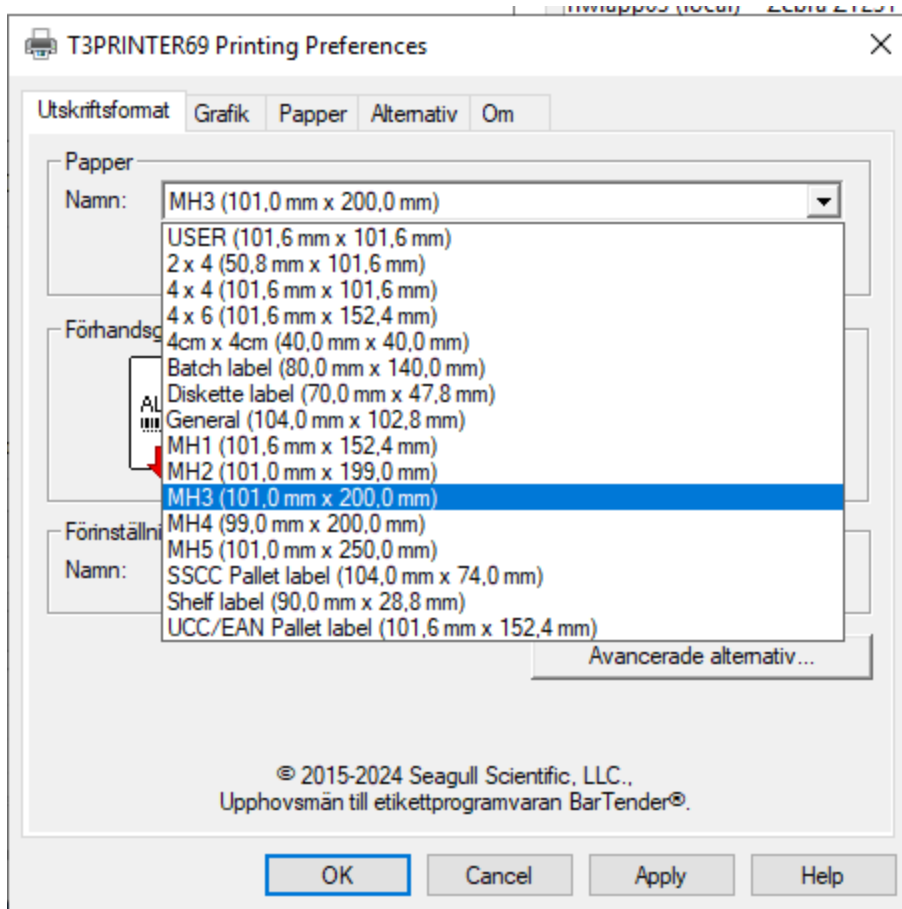 (local)
T3PRINTER69 Printing Preferences
Utskriftsformat Grafik Papper Alternativ Om
Papper
Namn: MH3 (101,0 mm x 200,0 mm)
USER (101,6 mm x 101,6 mm)
2 x 4 (50,8 mm x 101,6 mm)
4 x 4 (101,6 mm x 101,6 mm)
4 x 6 (101,6 mm x 152,4 mm)
4cm x 4cm (40,0 mm x 40,0 mm)
Batch label (80,0 mm x 140,0 mm)
Diskette label (70,0 mm x 47,8 mm)
General (104,0 mm x 102,8 mm)
MH1 (101,6 mm x 152,4 mm)
MH2 (101,0 mm x 199,0 mm)
MH3 (101,0 mm x 200,0 mm)
MH4 (99,0 mm x 200,0 mm)
MH5 (101,0 mm x 250,0 mm)
SSCC Pallet label (104,0 mm x 74,0 mm)
Shelf label (90,0 mm x 28,8 mm)
UCC/EAN Pallet label (101,6 mm x 152,4 mm)
Förhandsg
AL
Förinställni
Namn:
Avancerade alternativ...
© 2015-2024 Seagull Scientific, LLC.,
Upphovsmän till etikettprogramvaran BarTender®.
OK Cancel Apply Help